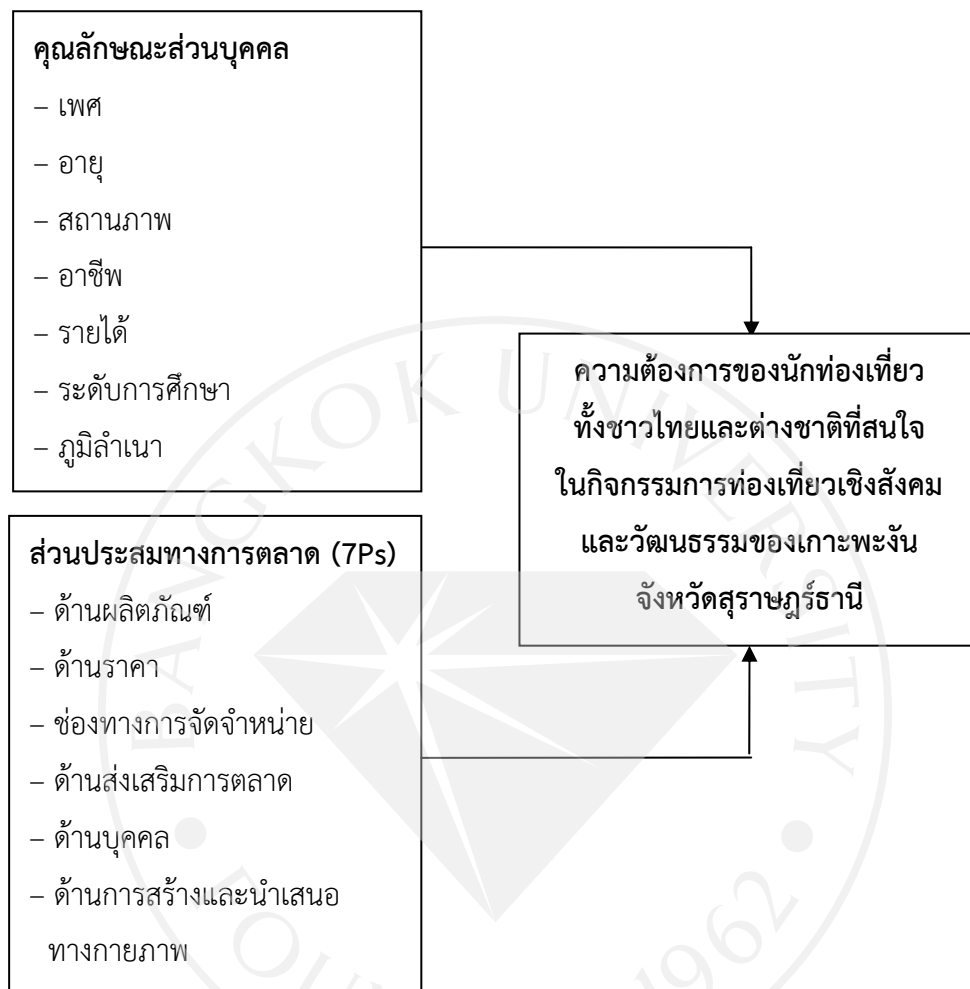 คุณลักษณะส่วนบุคคล
– เพศ
– อายุ
– สถานภาพ
– อาชีพ
– รายได้
– ระดับการศึกษา
– ภูมิลำเนา
ส่วนประสมทางการตลาด (7Ps)
– ด้านผลิตภัณฑ์
– ด้านราคา
– ช่องทางการจัดจำหน่าย
– ด้านส่งเสริมการตลาด
– ด้านบุคคล
– ด้านการสร้างและนำเสนอ
ทางกายภาพ
ความต้องการของนักท่องเที่ยว
ทั้งชาวไทยและต่างชาติที่สนใจ
ในกิจกรรมการท่องเที่ยวเชิงสังคม
และวัฒนธรรมของเกาะพะงัน
จังหวัดสุราษฎร์ธานี
BANGKOK UNIVERSITY
1962